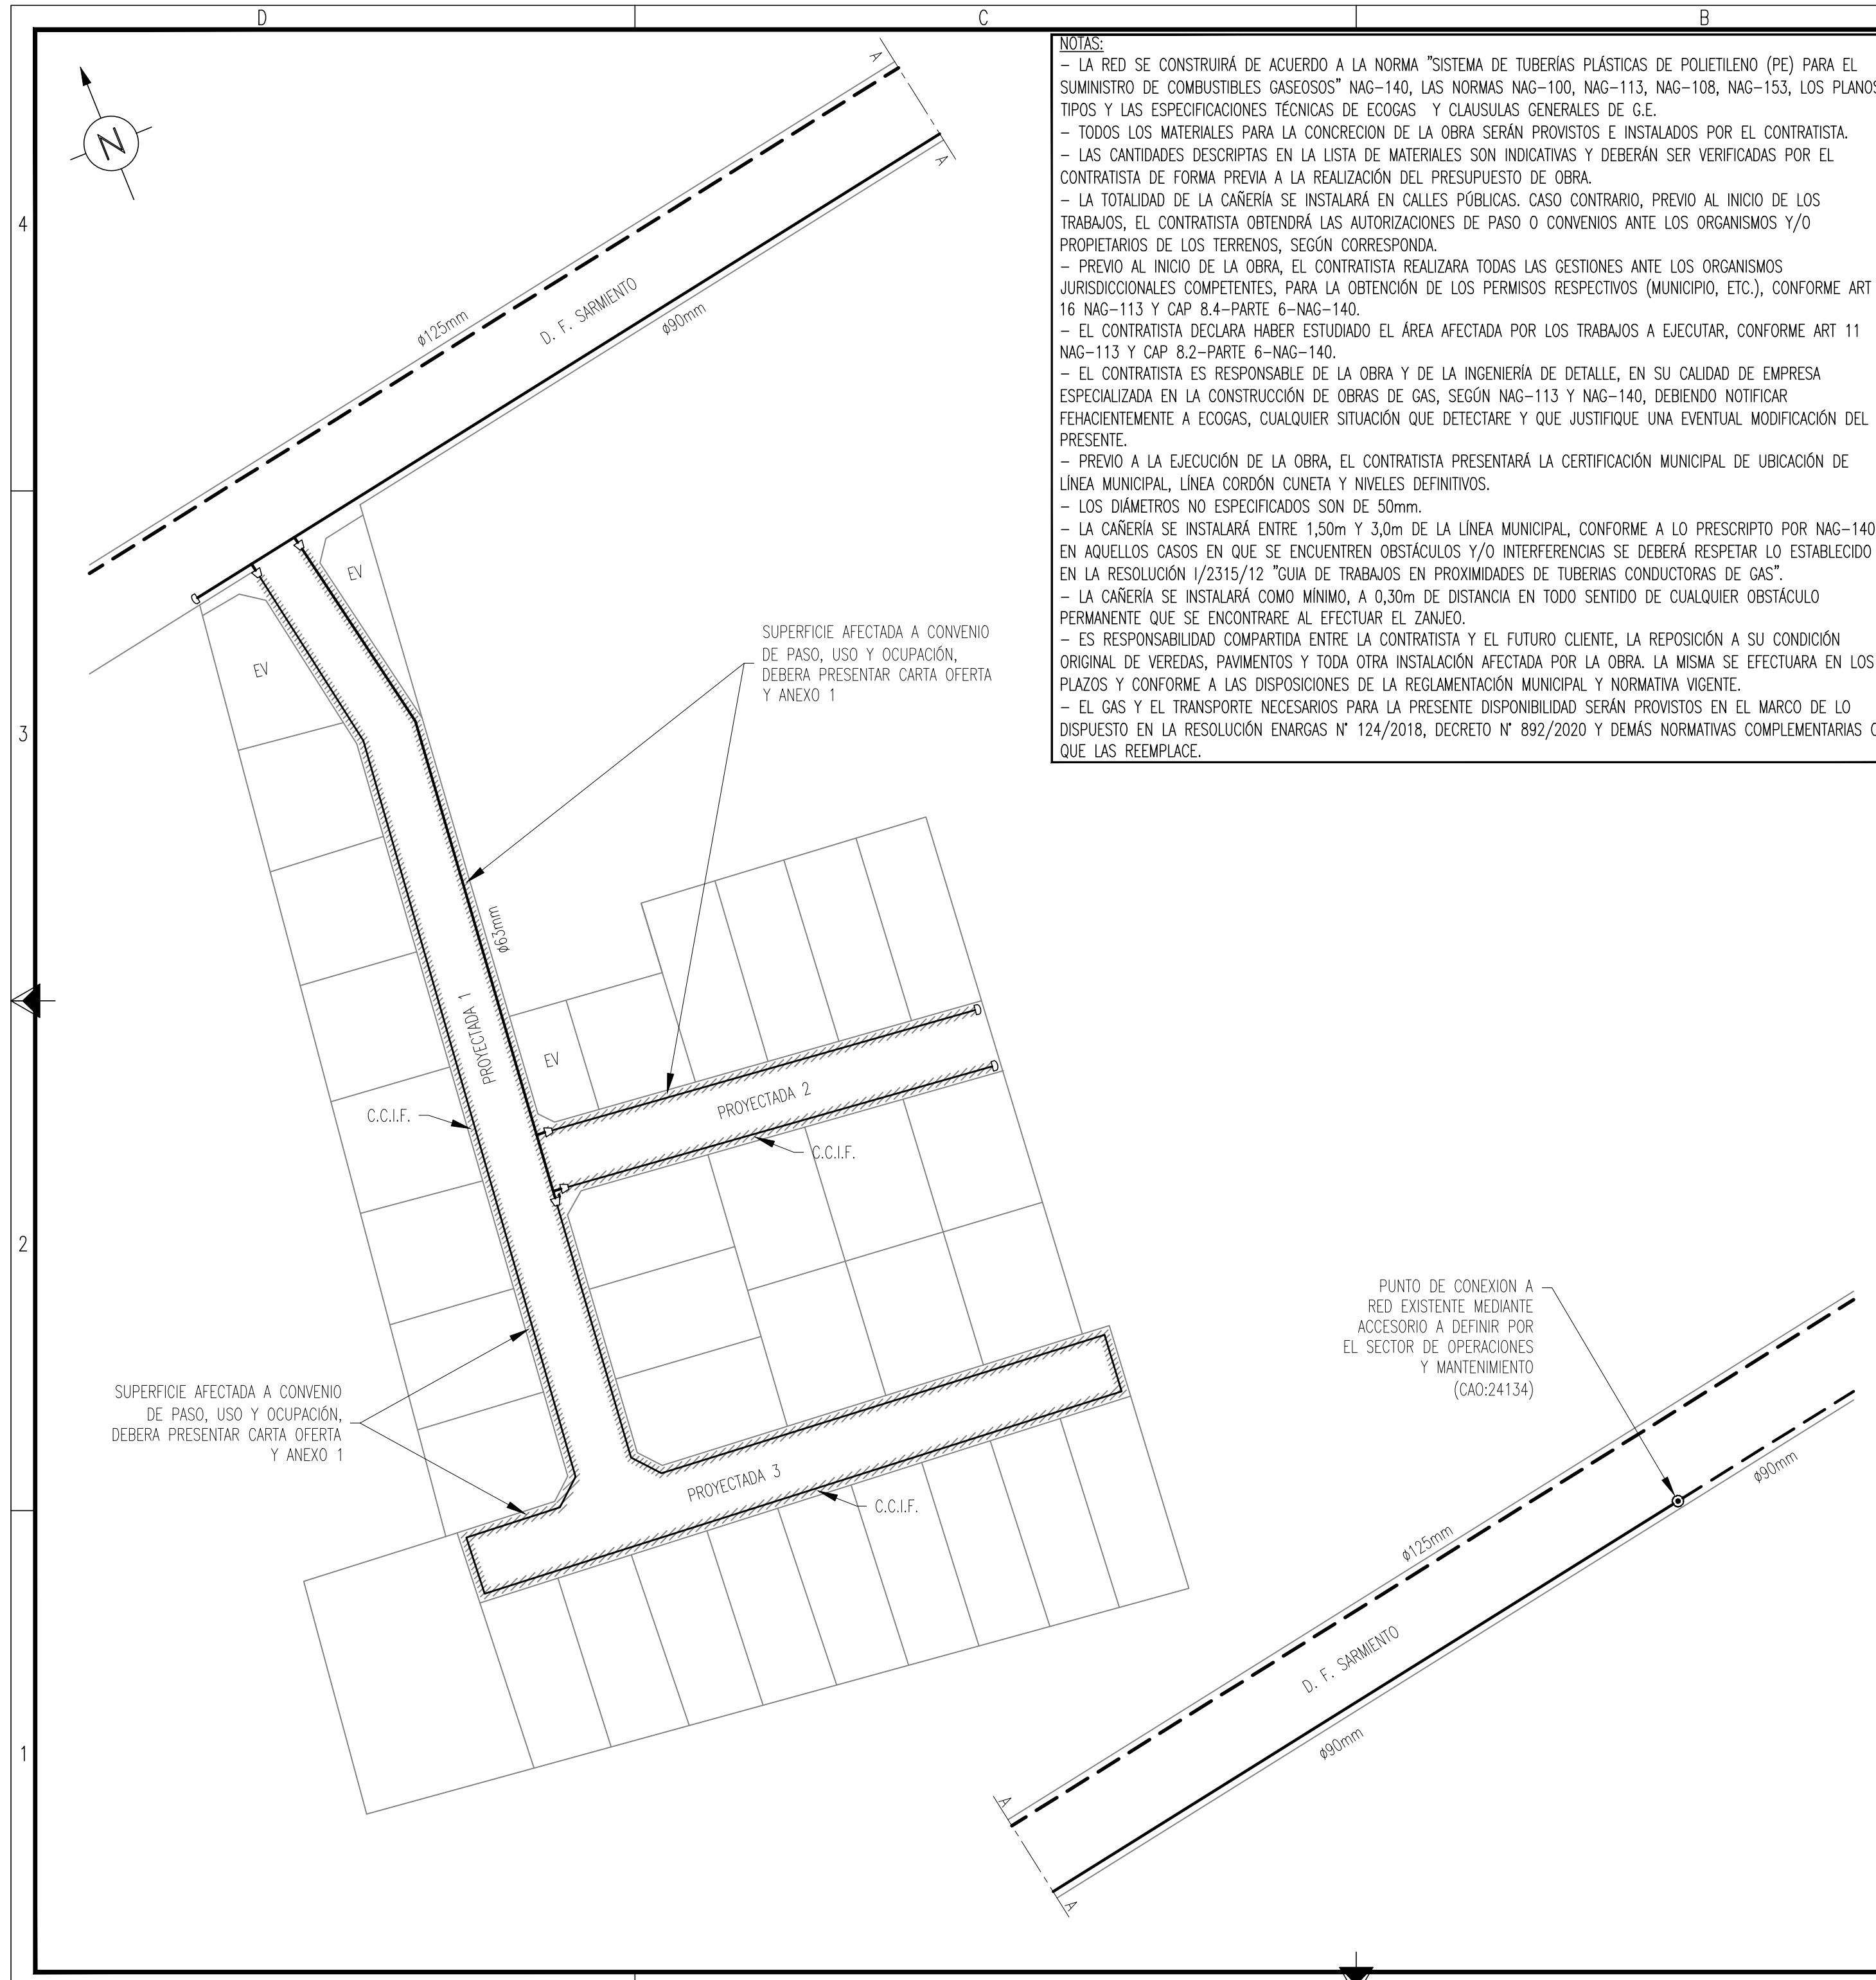 D
C
B
4
3
2
1
N
NOTAS:
– LA RED SE CONSTRUIRÁ DE ACUERDO A LA NORMA "SISTEMA DE TUBERÍAS PLÁSTICAS DE POLIETILENO (PE) PARA EL
SUMINISTRO DE COMBUSTIBLES GASEOSOS" NAG–140, LAS NORMAS NAG–100, NAG–113, NAG–108, NAG–153, LOS PLANOS
TIPOS Y LAS ESPECIFICACIONES TÉCNICAS DE ECOGAS Y CLAUSULAS GENERALES DE G.E.
– TODOS LOS MATERIALES PARA LA CONCRECION DE LA OBRA SERÁN PROVISTOS E INSTALADOS POR EL CONTRATISTA.
– LAS CANTIDADES DESCRIPTAS EN LA LISTA DE MATERIALES SON INDICATIVAS Y DEBERÁN SER VERIFICADAS POR EL
CONTRATISTA DE FORMA PREVIA A LA REALIZACIÓN DEL PRESUPUESTO DE OBRA.
– LA TOTALIDAD DE LA CAÑERÍA SE INSTALARÁ EN CALLES PÚBLICAS. CASO CONTRARIO, PREVIO AL INICIO DE LOS
TRABAJOS, EL CONTRATISTA OBTENDRÁ LAS AUTORIZACIONES DE PASO O CONVENIOS ANTE LOS ORGANISMOS Y/O
PROPIETARIOS DE LOS TERRENOS, SEGÚN CORRESPONDA.
– PREVIO AL INICIO DE LA OBRA, EL CONTRATISTA REALIZARA TODAS LAS GESTIONES ANTE LOS ORGANISMOS
JURISDICCIONALES COMPETENTES, PARA LA OBTENCIÓN DE LOS PERMISOS RESPECTIVOS (MUNICIPIO, ETC.), CONFORME ART
16 NAG–113 Y CAP 8.4–PARTE 6–NAG–140.
– EL CONTRATISTA DECLARA HABER ESTUDIADO EL ÁREA AFECTADA POR LOS TRABAJOS A EJECUTAR, CONFORME ART 11
NAG–113 Y CAP 8.2–PARTE 6–NAG–140.
– EL CONTRATISTA ES RESPONSABLE DE LA OBRA Y DE LA INGENIERÍA DE DETALLE, EN SU CALIDAD DE EMPRESA
ESPECIALIZADA EN LA CONSTRUCCIÓN DE OBRAS DE GAS, SEGÚN NAG–113 Y NAG–140, DEBIENDO NOTIFICAR
FEHACIENTEMENTE A ECOGAS, CUALQUIER SITUACIÓN QUE DETECTARE Y QUE JUSTIFIQUE UNA EVENTUAL MODIFICACIÓN DEL
PRESENTE.
– PREVIO A LA EJECUCIÓN DE LA OBRA, EL CONTRATISTA PRESENTARÁ LA CERTIFICACIÓN MUNICIPAL DE UBICACIÓN DE
LÍNEA MUNICIPAL, LÍNEA CORDÓN CUNETA Y NIVELES DEFINITIVOS.
– LOS DIÁMETROS NO ESPECIFICADOS SON DE 50mm.
– LA CAÑERÍA SE INSTALARÁ ENTRE 1,50m Y 3,0m DE LA LÍNEA MUNICIPAL, CONFORME A LO PRESCRIPTO POR NAG–140
EN AQUELLOS CASOS EN QUE SE ENCUENTREN OBSTÁCULOS Y/O INTERFERENCIAS SE DEBERÁ RESPETAR LO ESTABLECIDO
EN LA RESOLUCIÓN I/2315/12 "GUIA DE TRABAJOS EN PROXIMIDADES DE TUBERIAS CONDUCTORAS DE GAS".
– LA CAÑERÍA SE INSTALARÁ COMO MÍNIMO, A 0,30m DE DISTANCIA EN TODO SENTIDO DE CUALQUIER OBSTÁCULO
PERMANENTE QUE SE ENCONTRARE AL EFECTUAR EL ZANJEO.
– ES RESPONSABILIDAD COMPARTIDA ENTRE LA CONTRATISTA Y EL FUTURO CLIENTE, LA REPOSICIÓN A SU CONDICIÓN
ORIGINAL DE VEREDAS, PAVIMENTOS Y TODA OTRA INSTALACIÓN AFECTADA POR LA OBRA. LA MISMA SE EFECTUARA EN LOS
PLAZOS Y CONFORME A LAS DISPOSICIONES DE LA REGLAMENTACIÓN MUNICIPAL Y NORMATIVA VIGENTE.
– EL GAS Y EL TRANSPORTE NECESARIOS PARA LA PRESENTE DISPONIBILIDAD SERÁN PROVISTOS EN EL MARCO DE LO
DISPUESTO EN LA RESOLUCIÓN ENARGAS N° 124/2018, DECRETO N° 892/2020 Y DEMÁS NORMATIVAS COMPLEMENTARIAS
QUE LAS REEMPLACE.
A
A
ø125mm
D. F. SARMIENTO
ø90mm
EV
EV
SUPERFICIE AFECTADA A CONVENIO
DE PASO, USO Y OCUPACIÓN,
DEBERA PRESENTAR CARTA OFERTA
Y ANEXO 1
ø63mm
PROYECTADA 1
EV
C.C.I.F.
PROYECTADA 2
C.C.I.F.
SUPERFICIE AFECTADA A CONVENIO
DE PASO, USO Y OCUPACIÓN,
DEBERA PRESENTAR CARTA OFERTA
Y ANEXO 1
PROYECTADA 3
C.C.I.F.
PUNTO DE CONEXION A
RED EXISTENTE MEDIANTE
ACCESORIO A DEFINIR POR
EL SECTOR DE OPERACIONES
Y MANTENIMIENTO
(CAO:24134)
ø90mm
ø125mm
D. F. SARMIENTO
ø90mm
A
A